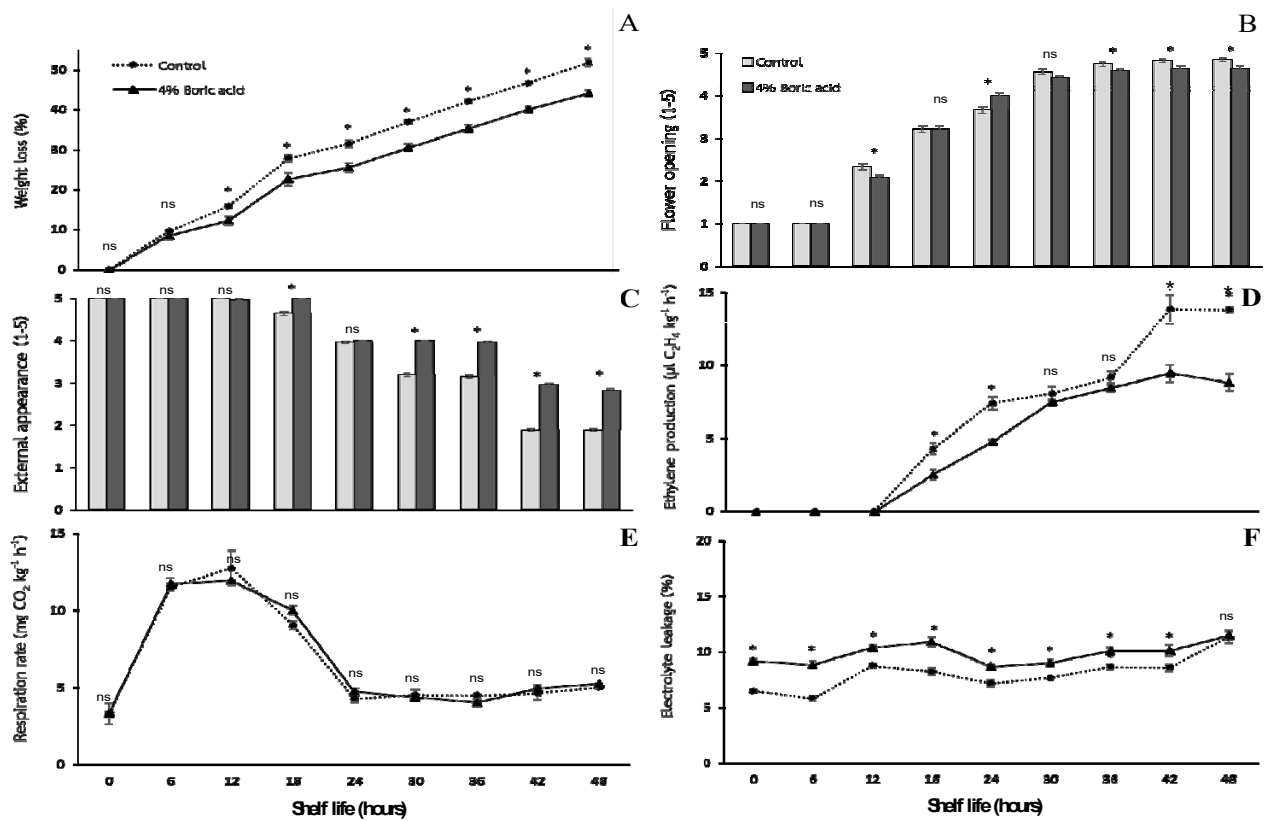 A
Control
4% Boric acid
Weight Loss (%)
50
40
30
20
10
0
ns
ns
*
*
*
*
*
*
*
B
Control
4% Boric acid
Flower opening (1-5)
5
4
3
2
1
0
ns
ns
*
ns
*
ns
*
*
*
C
External appearance (1-5)
5
4
3
2
1
0
ns
ns
ns
*
ns
*
*
*
*
D
Ethylene production (µl C₂H₄ kg⁻¹ h⁻¹)
15
10
5
0
*
*
ns
ns
*
*
E
Respiration rate (mg CO₂ kg⁻¹ h⁻¹)
15
10
5
0
ns
ns
ns
ns
ns
ns
ns
ns
ns
0 6 12 18 24 30 36 42 48
Shelf life (hours)
F
Electrolyte leakage (%)
20
15
10
5
0
*
*
*
*
*
*
*
*
ns
0 6 12 18 24 30 36 42 48
Shelf life (hours)